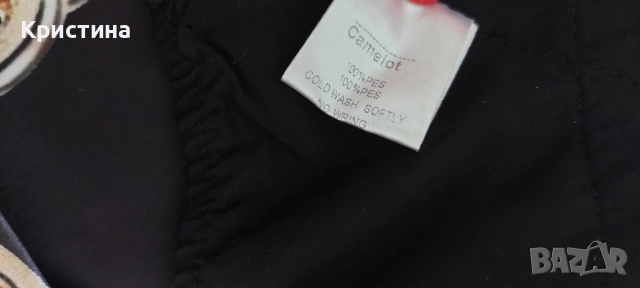 Кристина
Camelot
100%PES
100%PES
COLD WASH SOFTLY
NO WRING
BAZAR